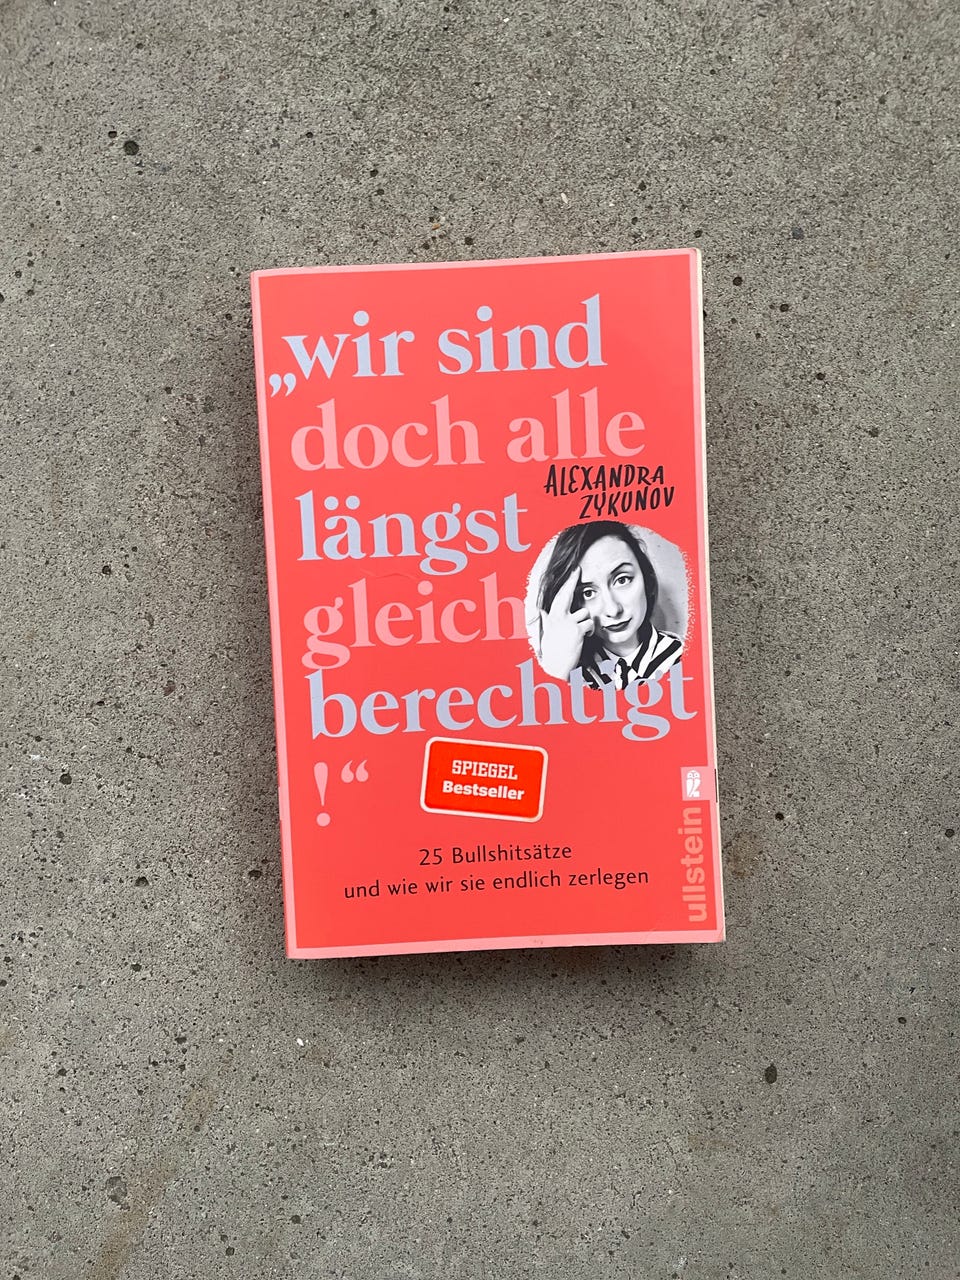 „wir sind
doch alle
längst
gleich
berechtigt
!“
ALEXANDRA
ZYKUNOV
SPIEGEL
Bestseller
25 Bullshitsätze
und wie wir sie endlich zerlegen
ullstein